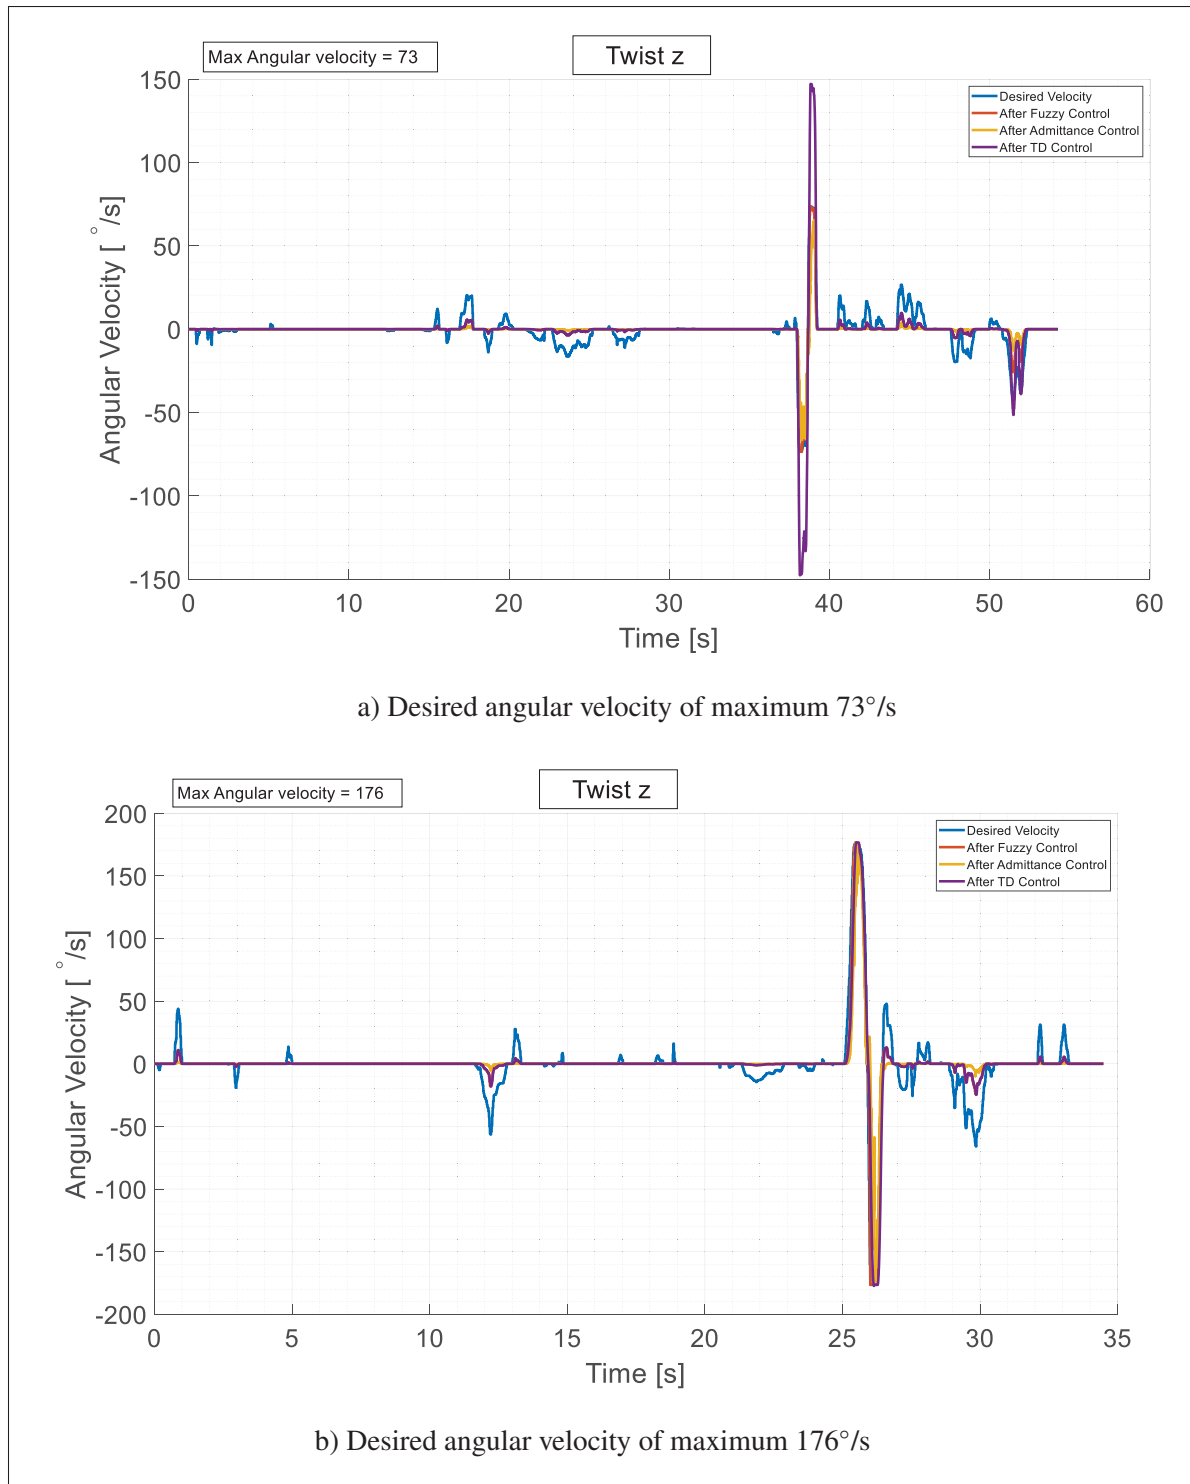 Max Angular velocity = 73
Twist z
150
100
50
0
-50
-100
-150
Angular Velocity [ °/s]
Desired Velocity
After Fuzzy Control
After Admittance Control
After TD Control
0 10 20 30 40 50 60
Time [s]
a) Desired angular velocity of maximum 73°/s
Max Angular velocity = 176
Twist z
200
150
100
50
0
-50
-100
-150
-200
Angular Velocity [ °/s]
Desired Velocity
After Fuzzy Control
After Admittance Control
After TD Control
0 5 10 15 20 25 30 35
Time [s]
b) Desired angular velocity of maximum 176°/s